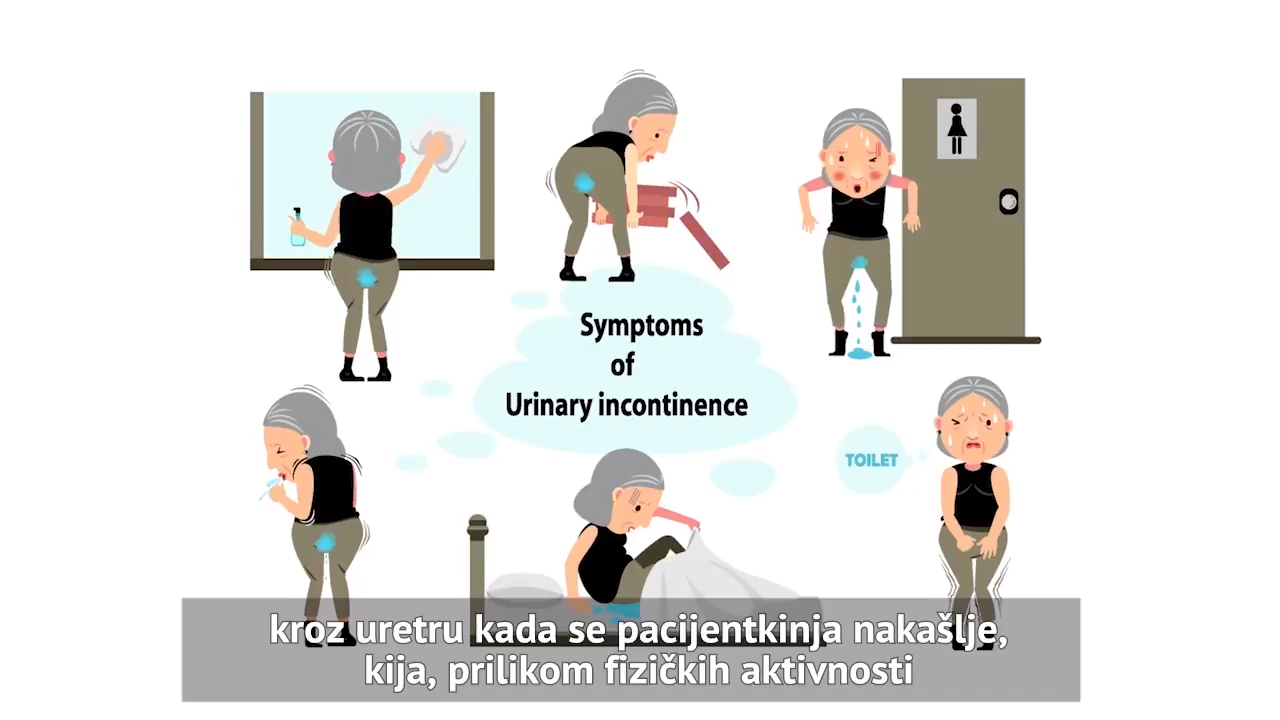 Symptoms
of
Urinary incontinence
TOILET
kroz uretru kada se pacijentkinja nakašlje,
kija, prilikom fizičkih aktivnosti